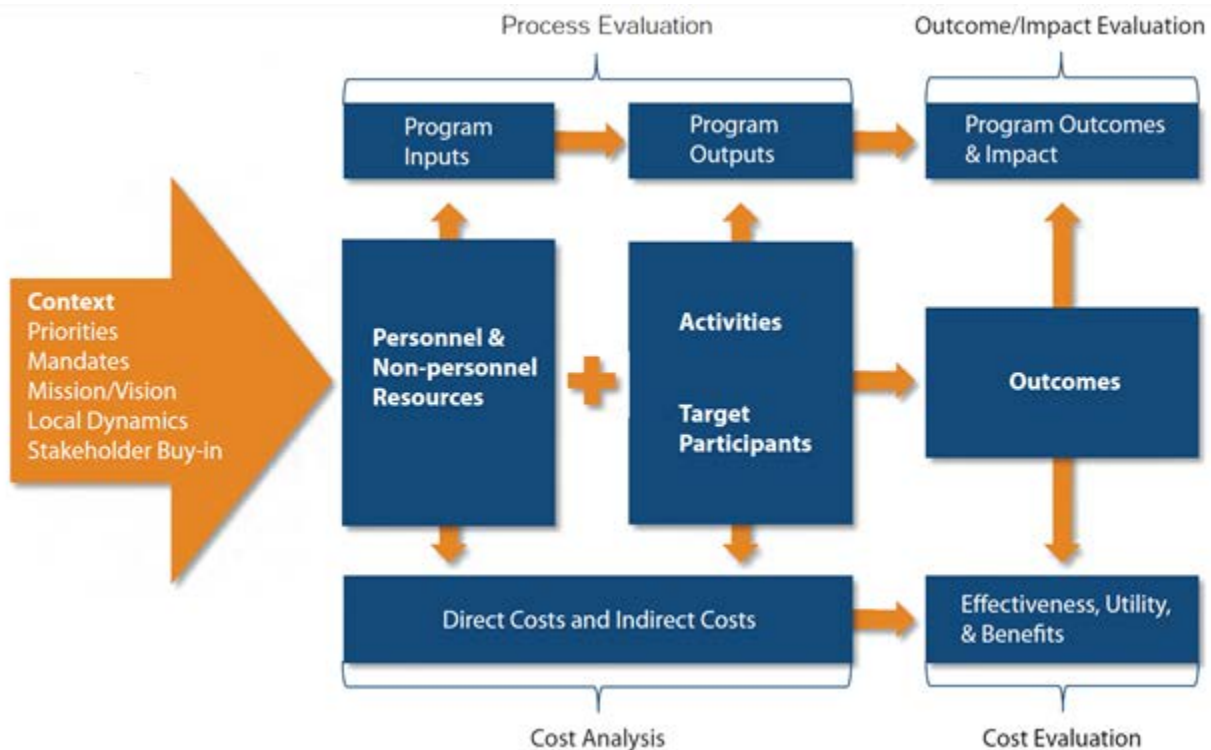 Process Evaluation
Outcome/Impact Evaluation
Program
Inputs
Program
Outputs
Program Outcomes
& Impact
Context
Priorities
Mandates
Mission/Vision
Local Dynamics
Stakeholder Buy-in
Personnel &
Non-personnel
Resources
Activities
Target
Participants
Outcomes
Direct Costs and Indirect Costs
Effectiveness, Utility,
& Benefits
Cost Analysis
Cost Evaluation